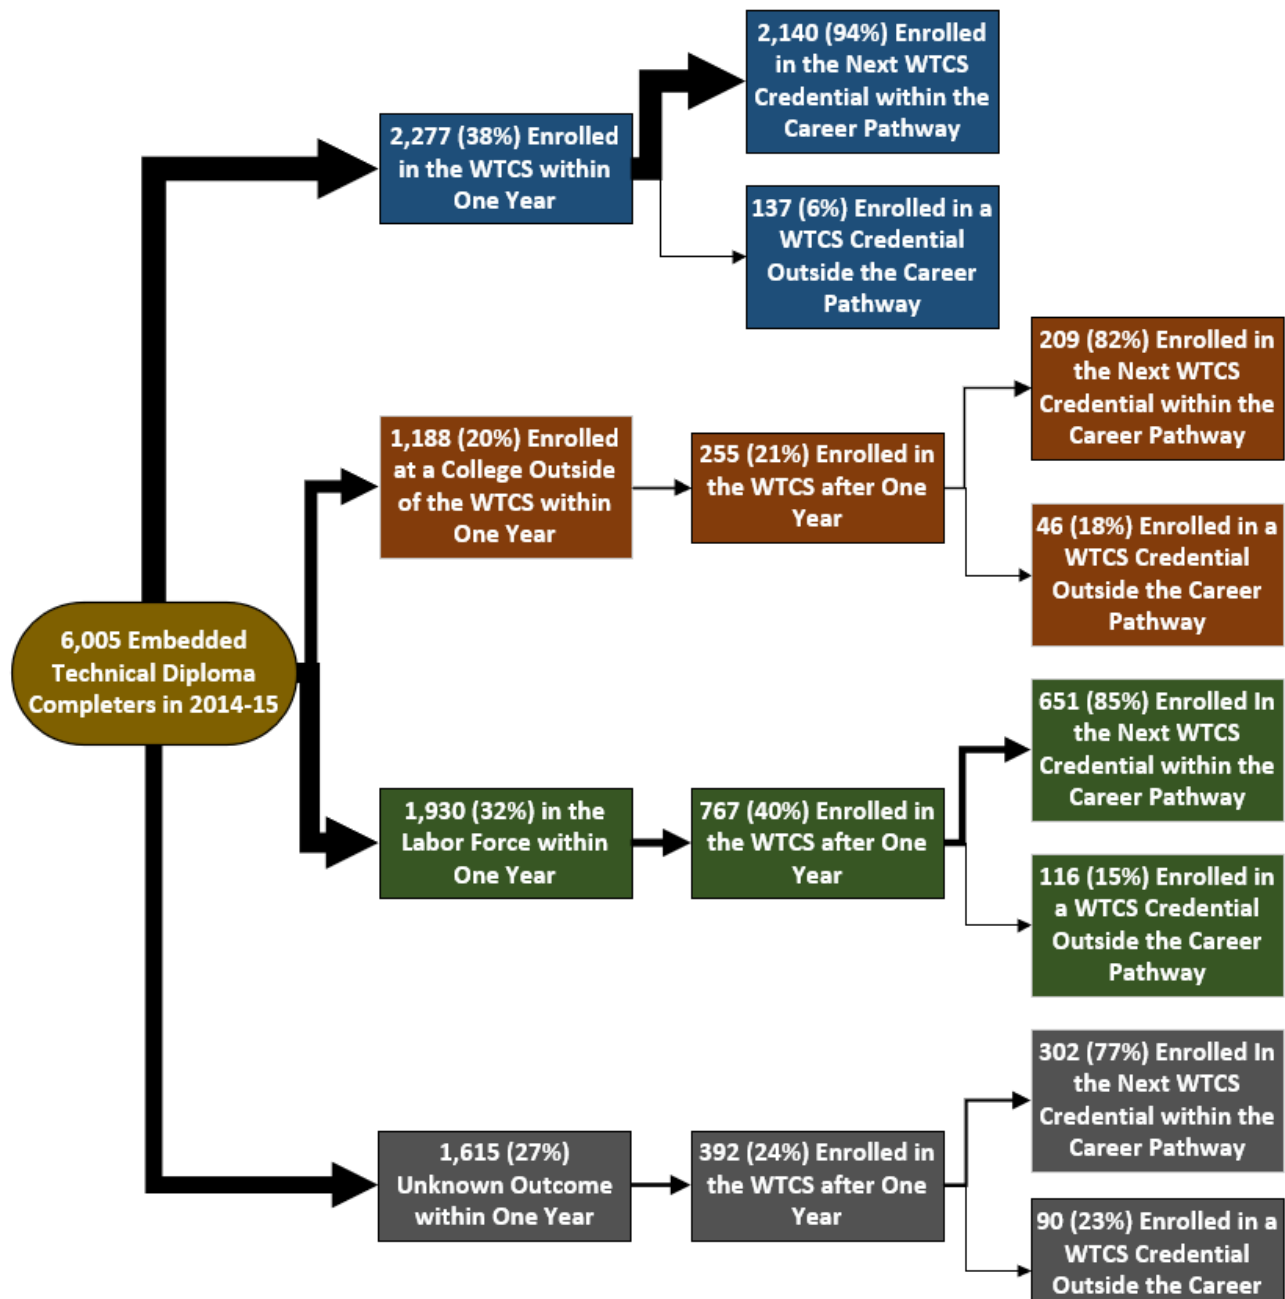 2,140 (94%) Enrolled
in the Next WTCS
Credential within the
Career Pathway
2,277 (38%) Enrolled
in the WTCS within
One Year
137 (6%) Enrolled in a
WTCS Credential
Outside the Career
Pathway
209 (82%) Enrolled in
the Next WTCS
Credential within the
Career Pathway
1,188 (20%) Enrolled
at a College Outside
of the WTCS within
One Year
255 (21%) Enrolled in
the WTCS after One
Year
46 (18%) Enrolled in a
WTCS Credential
Outside the Career
Pathway
6,005 Embedded
Technical Diploma
Completers in 2014-15
651 (85%) Enrolled In
the Next WTCS
Credential within the
Career Pathway
1,930 (32%) in the
Labor Force within
One Year
767 (40%) Enrolled in
the WTCS after One
Year
116 (15%) Enrolled in
a WTCS Credential
Outside the Career
Pathway
302 (77%) Enrolled In
the Next WTCS
Credential within the
Career Pathway
1,615 (27%)
Unknown Outcome
within One Year
392 (24%) Enrolled in
the WTCS after One
Year
90 (23%) Enrolled in a
WTCS Credential
Outside the Career